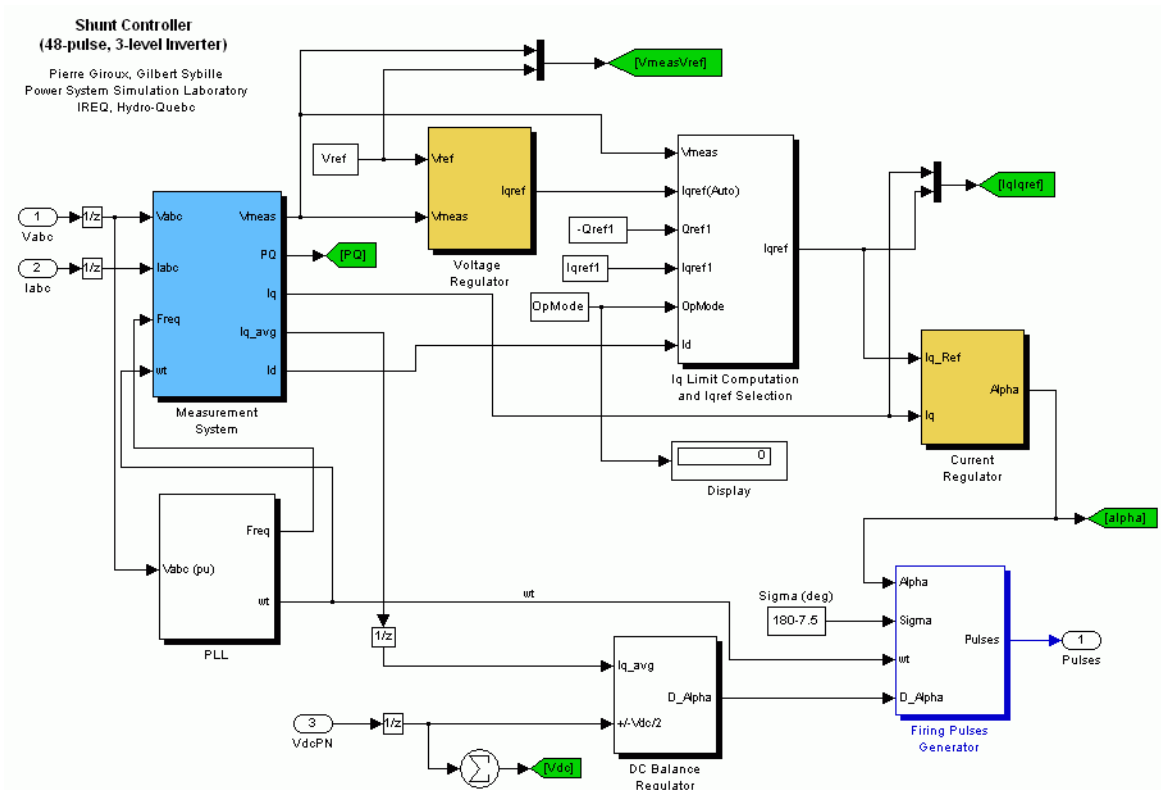 Shunt Controller
(48-pulse, 3-level Inverter)
Pierre Giroux, Gilbert Sybille
Power System Simulation Laboratory
IREQ, Hydro-Quebc
[VmeasVref]
Vref
Vref
Iqref
Vmeas
Voltage
Regulator
1
Vabc
1/z
2
Iabc
1/z
Vabc
Iabc
Freq
wt
Vmeas
PQ
Iq
Iq_avg
Id
Measurement
System
[PQ]
-Qref1
Iqref1
OpMode
Vmeas
Iqref(Auto)
Qref1
Iqref1
OpMode
Id
Iqref
Iq Limit Computation
and Iqref Selection
[IqIqref]
Iq_Ref
Iq
Alpha
Current
Regulator
0
Display
[alpha]
Vabc (pu)
Freq
wt
PLL
wt
1/z
Sigma (deg)
180-7.5
Alpha
Sigma
wt
D_Alpha
Pulses
Firing Pulses
Generator
1
Pulses
Iq_avg
+/-Vdc/2
D_Alpha
DC Balance
Regulator
3
VdcPN
1/z
Σ
[Vdc]